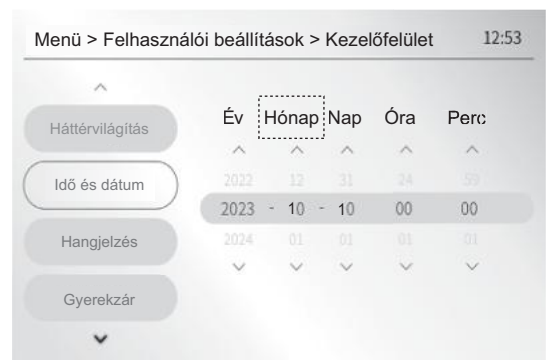 Menü > Felhasználói beállítások > Kezelőfelület 12:53
Háttérvilágítás
Idő és dátum
Hangjelzés
Gyerekzár
Év Hónap Nap Óra Perc
2022 12 31 24 59
2023 - 10 - 10 00 00
2024 01 01 01 01